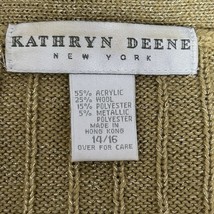 KATHRYN DEENE
NEW YORK
55% ACRYLIC
25% WOOL
15% POLYESTER
5% METALLIC
POLYESTER
MADE IN
HONG KONG
14/16
OVER FOR CARE